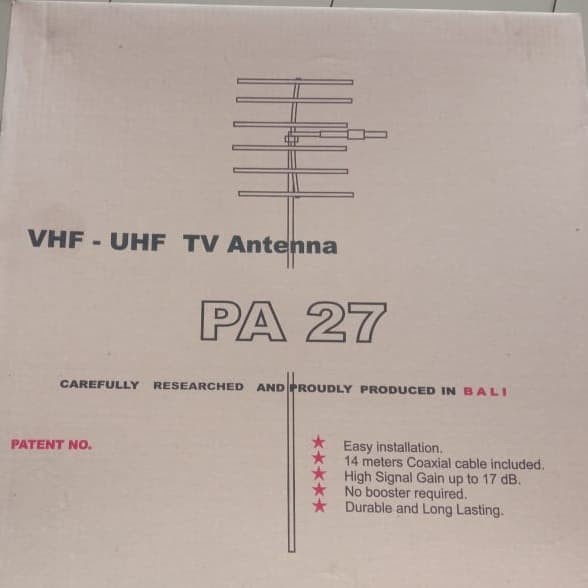 VHF - UHF TV Antenna
PA 27
CAREFULLY RESEARCHED AND PROUDLY PRODUCED IN BALI
PATENT NO.
★ Easy installation.
★ 14 meters Coaxial cable included.
★ High Signal Gain up to 17 dB.
★ No booster required.
★ Durable and Long Lasting.